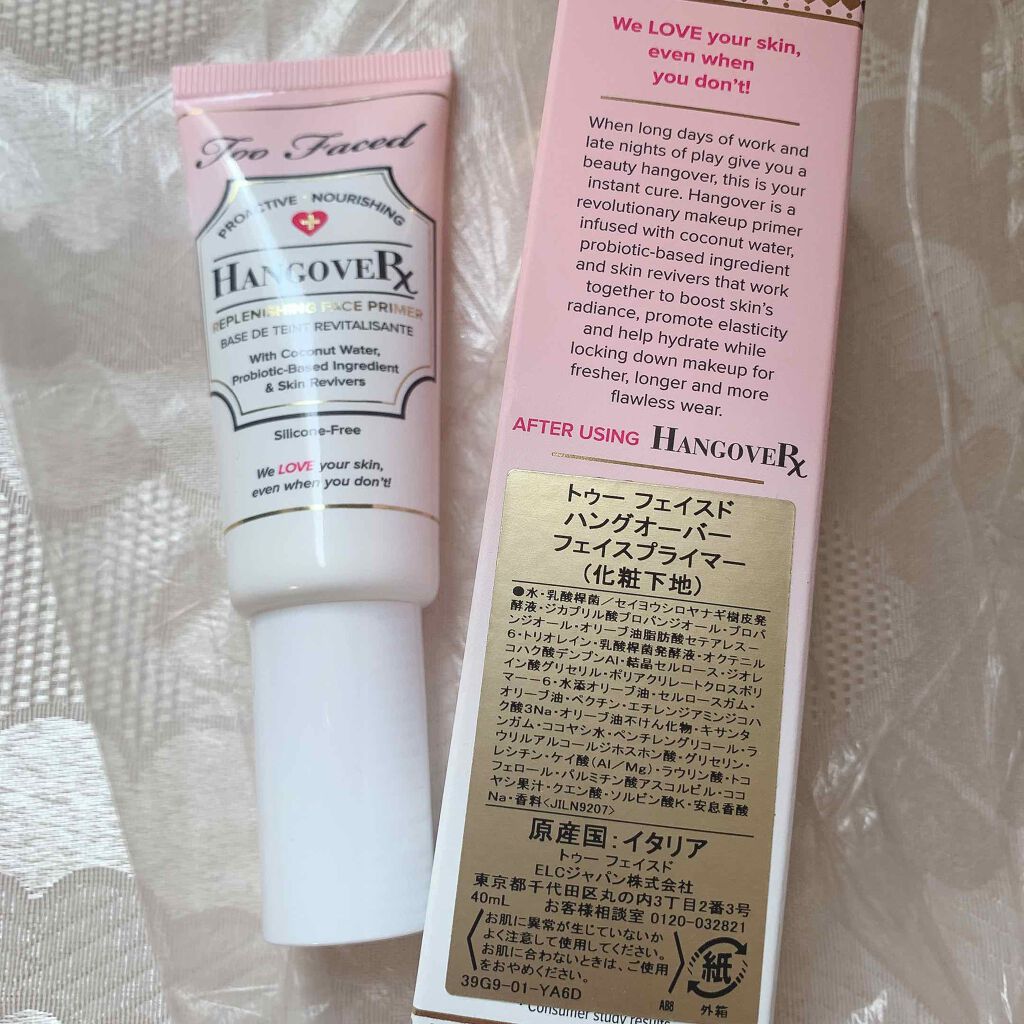 Too Faced
PROACTIVE · NOURISHING
HANGOVERx
REPLENISHING FACE PRIMER
BASE DE TEINT REVITALISANTE
With Coconut Water,
Probiotic-Based Ingredient
& Skin Revivers
Silicone-Free
We LOVE your skin,
even when you don't!
We LOVE your skin,
even when
you don't!
When long days of work and
late nights of play give you a
beauty hangover, this is your
instant cure. Hangover is a
revolutionary makeup primer
infused with coconut water,
probiotic-based ingredient
and skin revivers that work
together to boost skin's
radiance, promote elasticity
and help hydrate while
locking down makeup for
fresher, longer and more
flawless wear.
AFTER USING HANGOVERx
トゥー フェイスド
ハングオーバー
フェイスプライマー
(化粧下地)
●水・乳酸桿菌/セイヨウシロヤナギ樹皮発
酵液・ジカプリル酸プロパンジオール・プロパ
ンジオール・オリーブ油脂肪酸セテアレス-
6・トリオレイン・乳酸桿菌発酵液・オクテニル
コハク酸デンプンAl・結晶セルロース・ジオレ
イン酸グリセリル・ポリアクリレートクロスポリ
マー-6・水添オリーブ油・セルロースガム・
オリーブ油・ペクチン・エチレンジアミンジコハ
ク酸3Na・オリーブ油不けん化物・キサンタ
ンガム・ココヤシ水・ペンチレングリコール・ラ
ウリルアルコールジホスホン酸・グリセリン・
レシチン・ケイ酸(Al/Mg)・ラウリン酸・トコ
フェロール・パルミチン酸アスコルビル・ココ
ヤシ果汁・クエン酸・ソルビン酸K・安息香酸
Na・香料<JILN9207>
原産国:イタリア
トゥー フェイスド
ELCジャパン株式会社
東京都千代田区丸の内3丁目2番3号
40mL お客様相談室 0120-032821
お肌に異常が生じていないか
よく注意して使用してください。
お肌に合わないときは、ご使用
をおやめください。
39G9-01-YA6D
AB8
紙
外箱
• Consumer study results